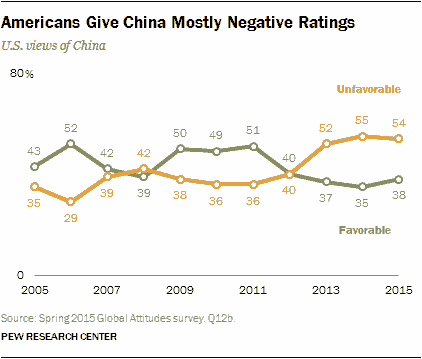 Americans Give China Mostly Negative Ratings
U.S. views of China
80%
Unfavorable
43 52 42 42 50 49 51 40 52 55 54
35 29 39 39 38 36 36 40 37 35 38
Favorable
0
2005 2007 2009 2011 2013 2015
Source: Spring 2015 Global Attitudes survey. Q12b.
PEW RESEARCH CENTER